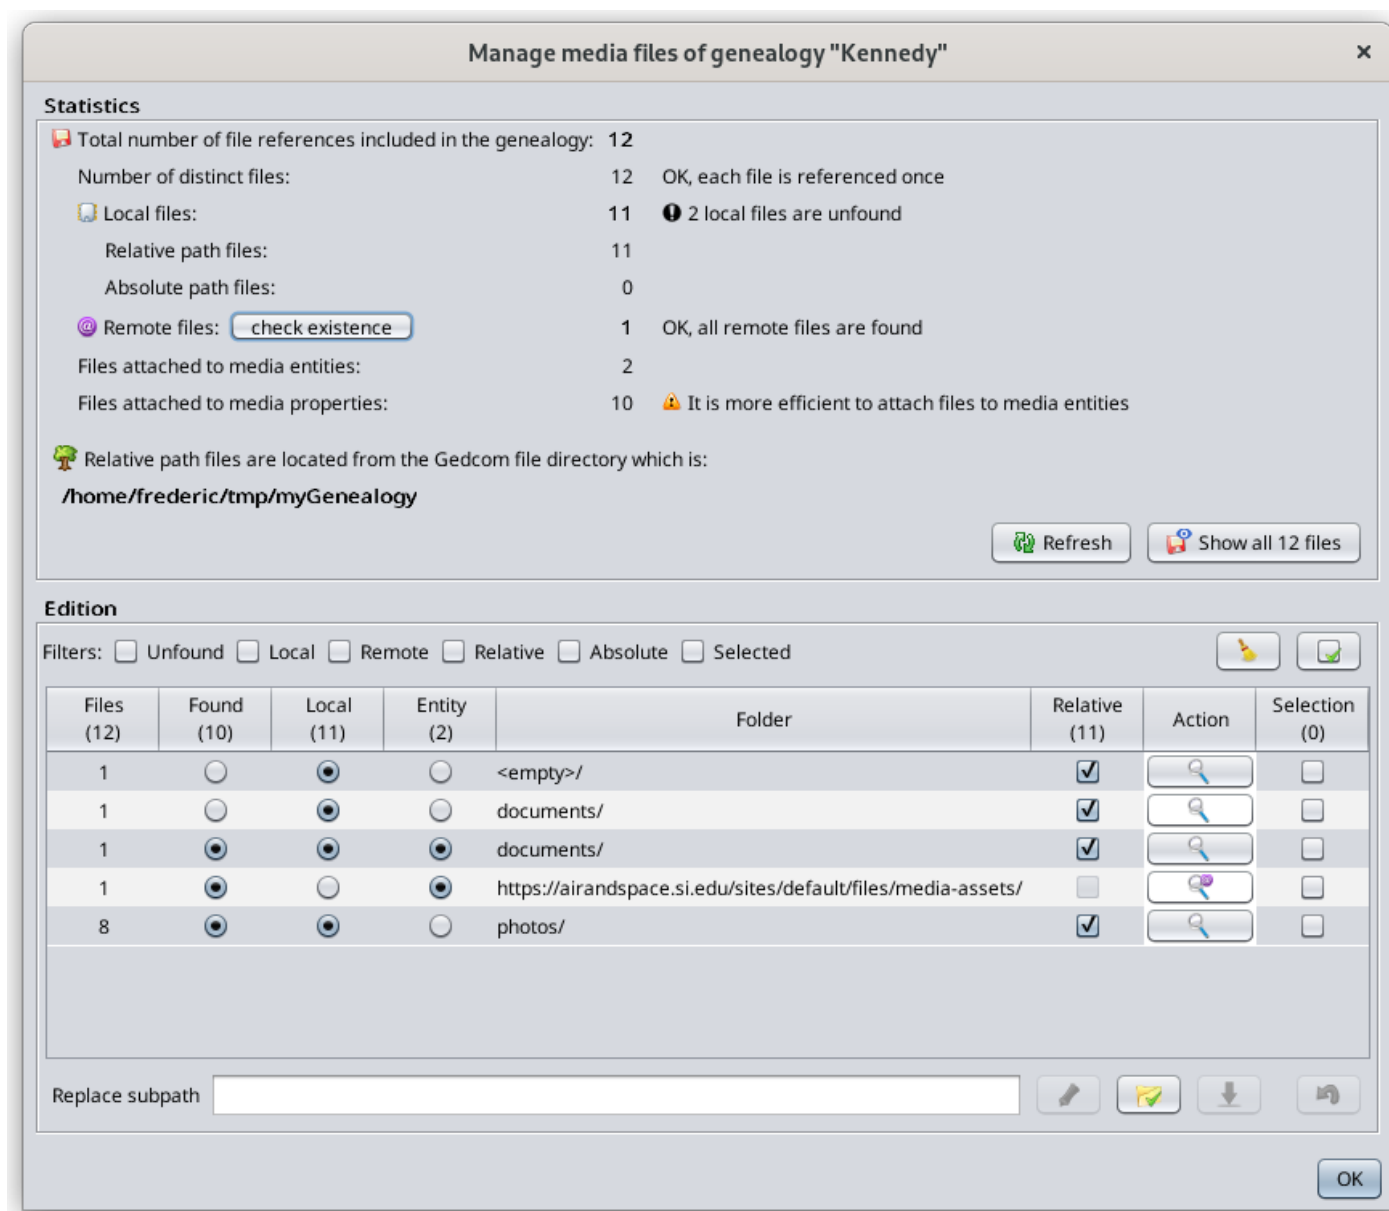 Manage media files of genealogy "Kennedy"
Statistics
Total number of file references included in the genealogy: 12
Number of distinct files: 12 OK, each file is referenced once
Local files: 11 2 local files are unfound
Relative path files: 11
Absolute path files: 0
Remote files: check existence 1 OK, all remote files are found
Files attached to media entities: 2
Files attached to media properties: 10 It is more efficient to attach files to media entities
Relative path files are located from the Gedcom file directory which is:
/home/frederic/tmp/myGenealogy
Refresh Show all 12 files
Edition
Filters: Unfound Local Remote Relative Absolute Selected
Files Found Local Entity Folder Relative Action Selection
(12) (10) (11) (2) (11) (0)
1 <empty>/
1 documents/
1 documents/
1 https://airandspace.si.edu/sites/default/files/media-assets/
8 photos/
Replace subpath
OK